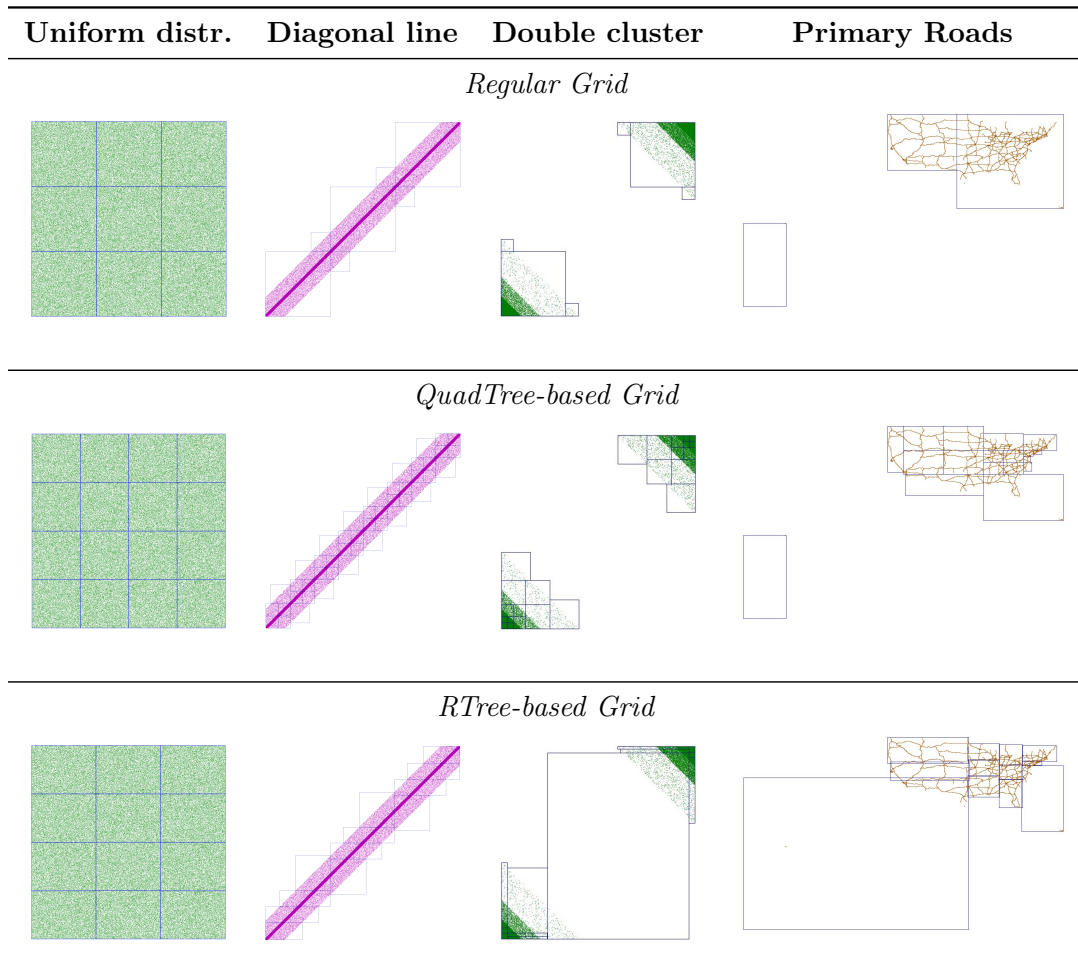 Uniform distr. Diagonal line Double cluster Primary Roads
Regular Grid
QuadTree-based Grid
RTree-based Grid